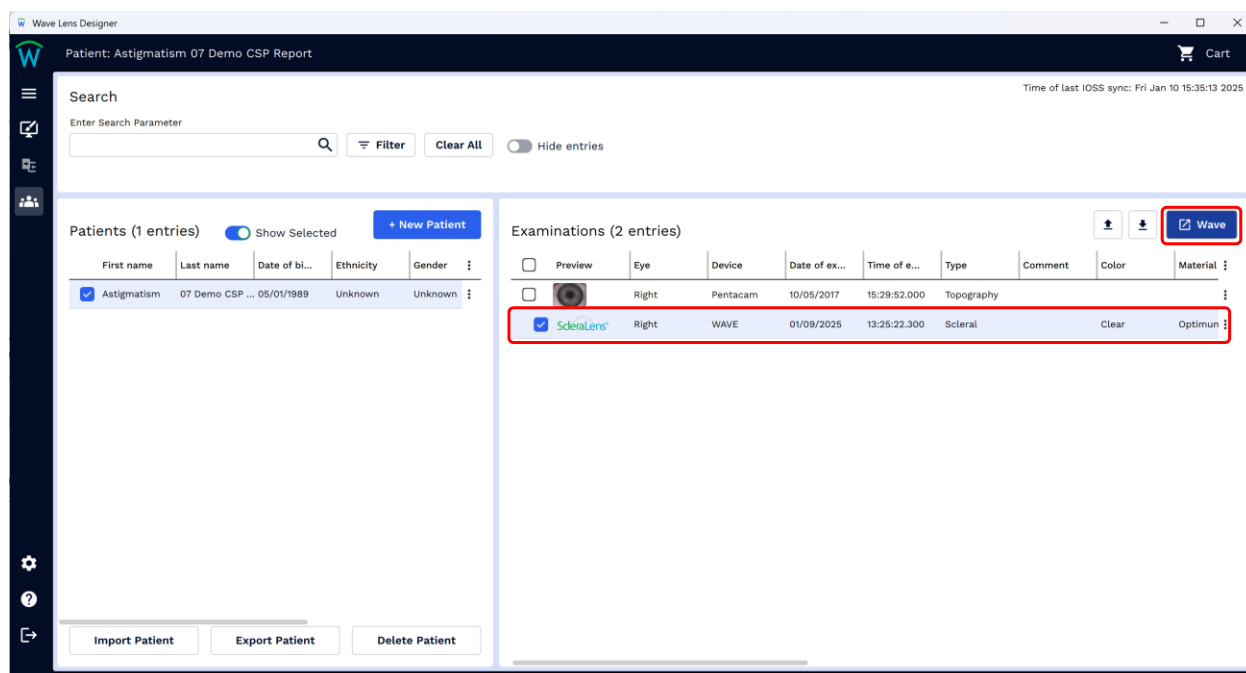 Wave Lens Designer
Patient: Astigmatism 07 Demo CSP Report
Cart
Time of last IOSS sync: Fri Jan 10 15:35:13 2025
Search
Enter Search Parameter
Filter
Clear All
Hide entries
Patients (1 entries)
Show Selected
+ New Patient
First name Last name Date of bi... Ethnicity Gender
Astigmatism 07 Demo CSP ... 05/01/1989 Unknown Unknown
Import Patient
Export Patient
Delete Patient
Examinations (2 entries)
Wave
Preview Eye Device Date of ex... Time of e... Type Comment Color Material
Right Pentacam 10/05/2017 15:29:52.000 Topography
ScleraLens® Right WAVE 01/09/2025 13:25:22.300 Scleral Clear Optimun